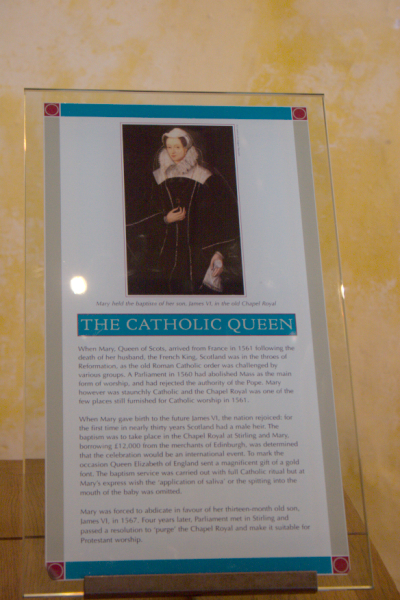 Mary held the baptism of her son, James VI, in the old Chapel Royal
THE CATHOLIC QUEEN
When Mary, Queen of Scots, arrived from France in 1561 following the
death of her husband, the French King, Scotland was in the throes of
Reformation, as the old Roman Catholic order was challenged by
various groups. A Parliament in 1560 had abolished Mass as the main
form of worship, and had rejected the authority of the Pope. Mary
however was staunchly Catholic and the Chapel Royal was one of the
few places still furnished for Catholic worship in 1561.
When Mary gave birth to the future James VI, the nation rejoiced; for
the first time in nearly thirty years Scotland had a male heir. The
baptism was to take place in the Chapel Royal at Stirling and Mary,
borrowing £12,000 from the merchants of Edinburgh, was determined
that the celebration would be an international event. To mark the
occasion Queen Elizabeth of England sent a magnificent gift of a gold
font. The baptism service was carried out with full Catholic ritual but at
Mary's express wish the 'application of saliva' or the spitting into the
mouth of the baby was omitted.
Mary was forced to abdicate in favour of her thirteen-month old son,
James VI, in 1567. Four years later, Parliament met in Stirling and
passed a resolution to 'purge' the Chapel Royal and make it suitable for
Protestant worship.